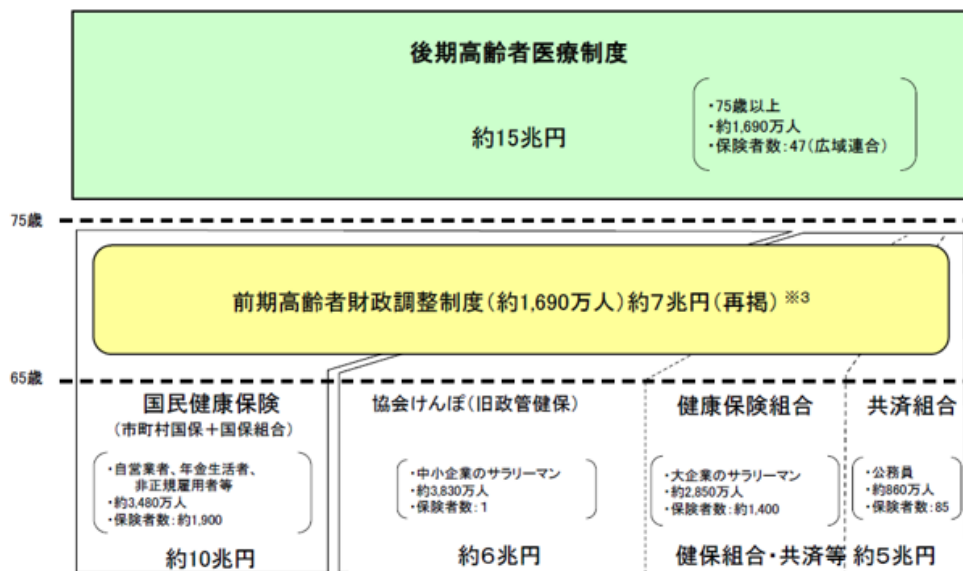 後期高齢者医療制度
約15兆円
・75歳以上
・約1,690万人
・保険者数:47(広域連合)
75歳
前期高齢者財政調整制度(約1,690万人)約7兆円(再掲)※3
65歳
国民健康保険
(市町村国保+国保組合)
・自営業者、年金生活者、
非正規雇用者等
・約3,480万人
・保険者数:約1,900
約10兆円
協会けんぽ(旧政管健保)
・中小企業のサラリーマン
・約3,830万人
・保険者数:1
約6兆円
健康保険組合
・大企業のサラリーマン
・約2,850万人
・保険者数:約1,400
共済組合
・公務員
・約860万人
・保険者数:85
健保組合・共済等 約5兆円